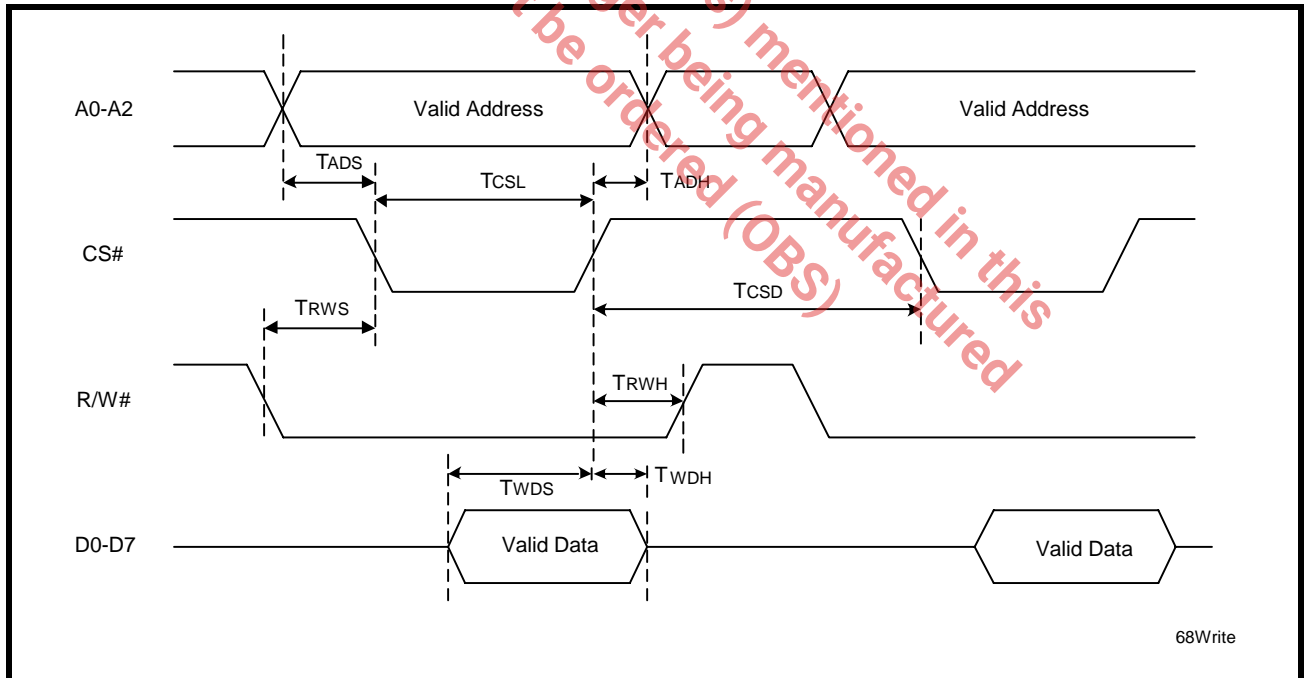 s) mentioned in this
ger being manufactured
t be ordered (OBS)
A0-A2
Valid Address
Valid Address
TADS
TCSL
TADH
CS#
TCSD
TRWS
TRWH
R/W#
TWDS
TWDH
D0-D7
Valid Data
Valid Data
68Write